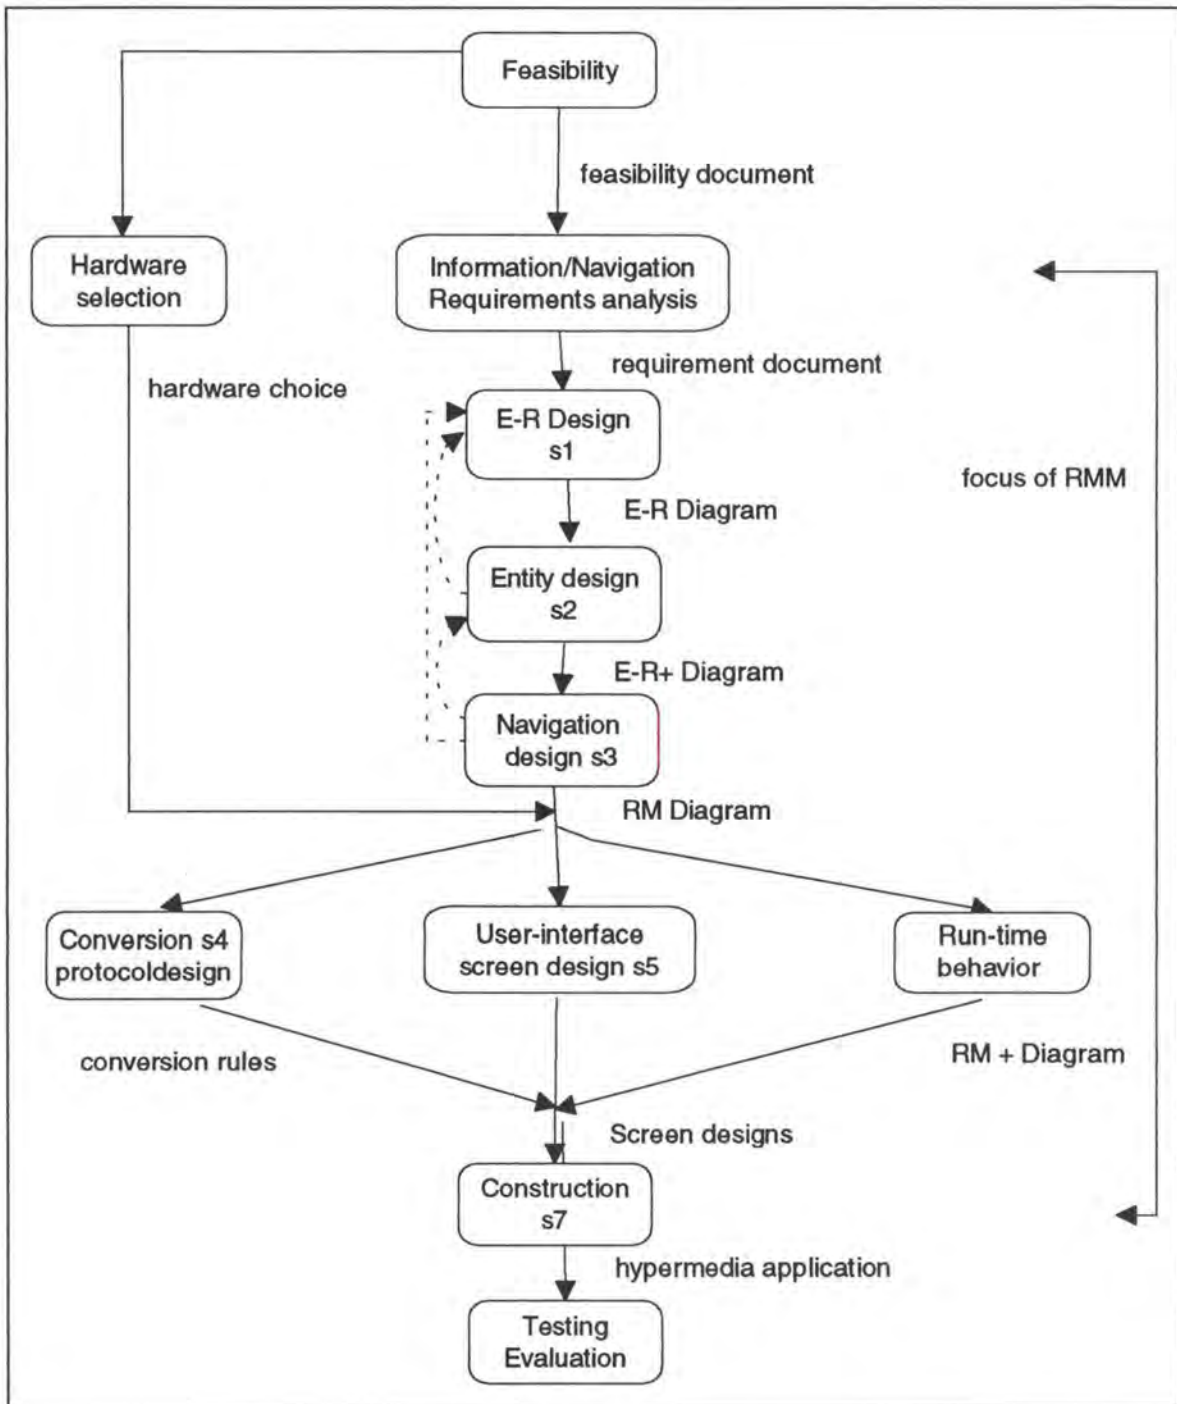 Feasibility
feasibility document
Hardware
selection
Information/Navigation
Requirements analysis
hardware choice
requirement document
E-R Design
s1
focus of RMM
E-R Diagram
Entity design
s2
E-R+ Diagram
Navigation
design s3
RM Diagram
Conversion s4
protocoldesign
User-interface
screen design s5
Run-time
behavior
conversion rules
RM + Diagram
Screen designs
Construction
s7
hypermedia application
Testing
Evaluation